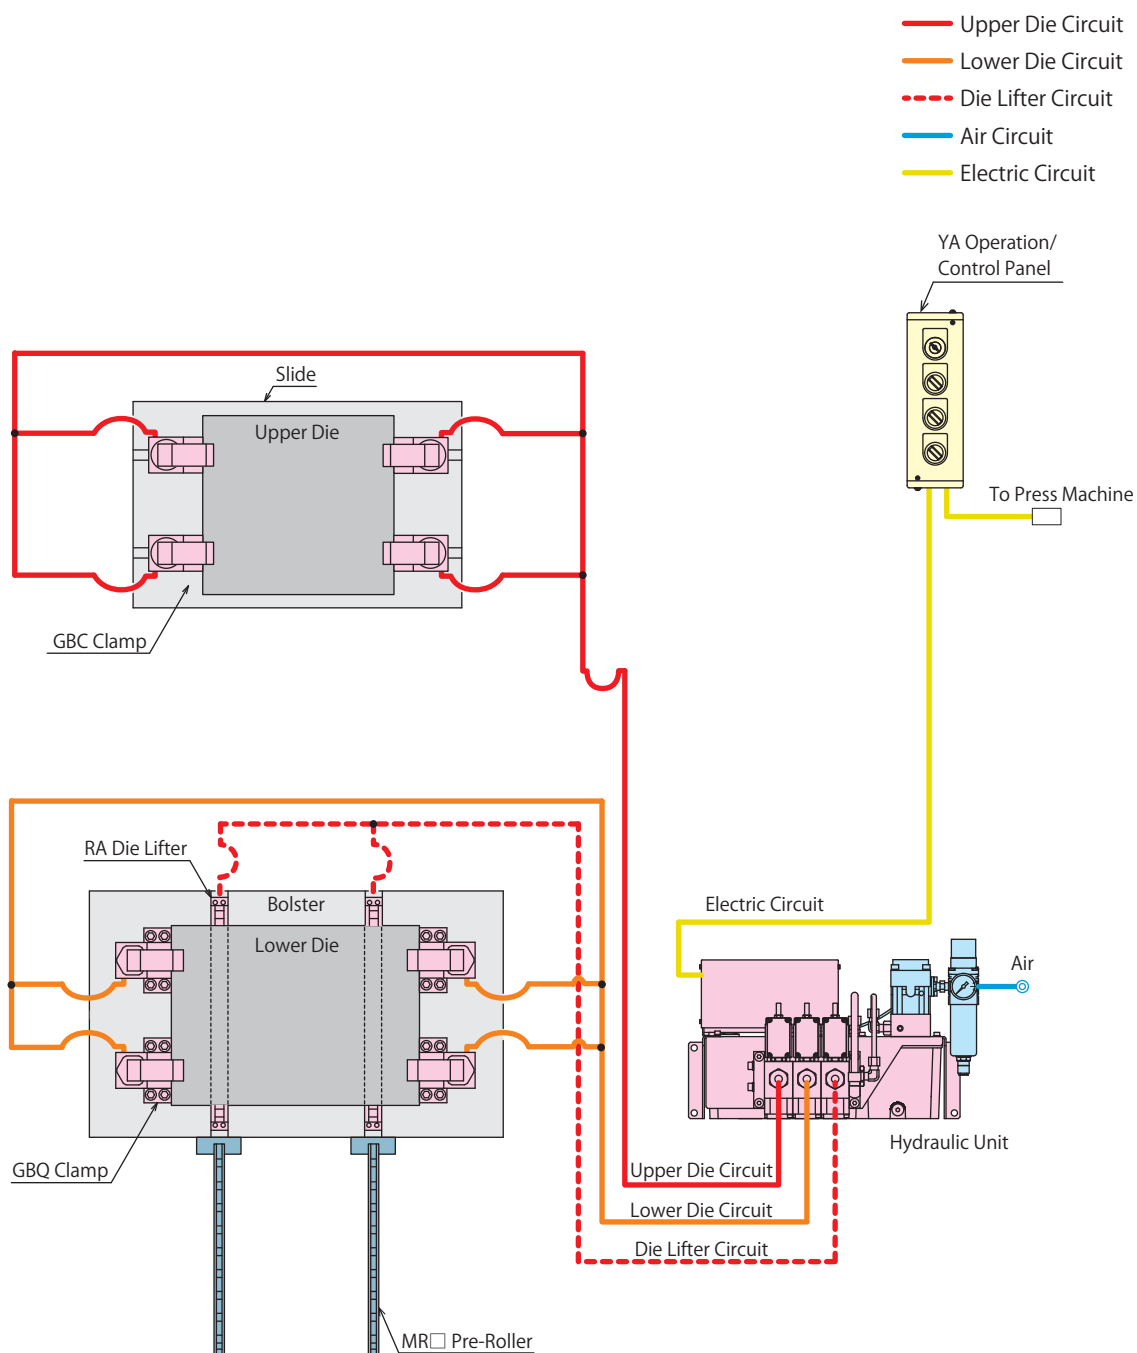 Upper Die Circuit
Lower Die Circuit
Die Lifter Circuit
Air Circuit
Electric Circuit
YA Operation/
Control Panel
To Press Machine
Slide
Upper Die
GBC Clamp
RA Die Lifter
Bolster
Lower Die
GBQ Clamp
Electric Circuit
Air
Hydraulic Unit
Upper Die Circuit
Lower Die Circuit
Die Lifter Circuit
MR□ Pre-Roller